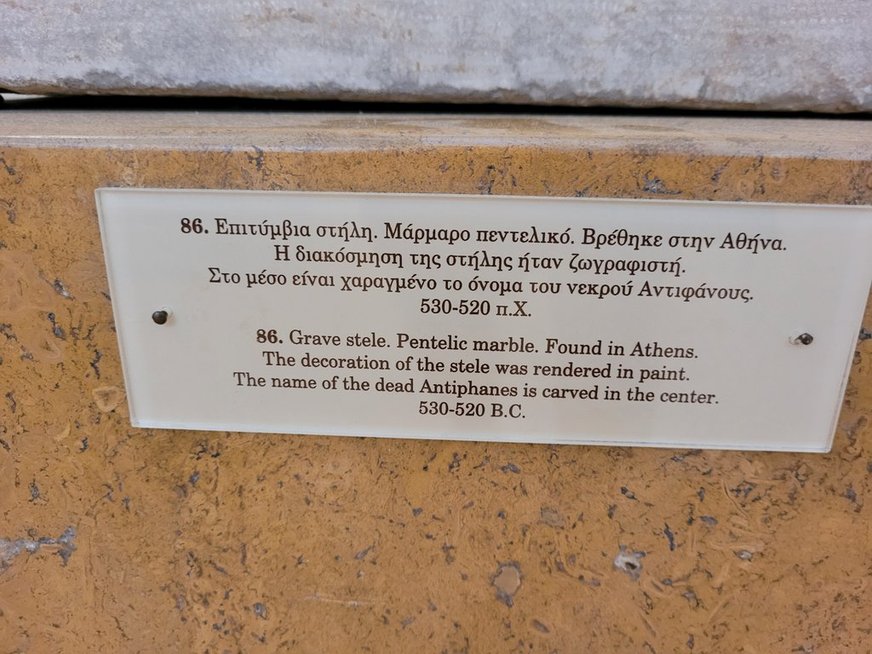 86. Επιτύμβια στήλη. Μάρμαρο πεντελικό. Βρέθηκε στην Αθήνα.
Η διακόσμηση της στήλης ήταν ζωγραφιστή.
Στο μέσο είναι χαραγμένο το όνομα του νεκρού Αντιφάνους.
530-520 π.Χ.
86. Grave stele. Pentelic marble. Found in Athens.
The decoration of the stele was rendered in paint.
The name of the dead Antiphanes is carved in the center.
530-520 B.C.